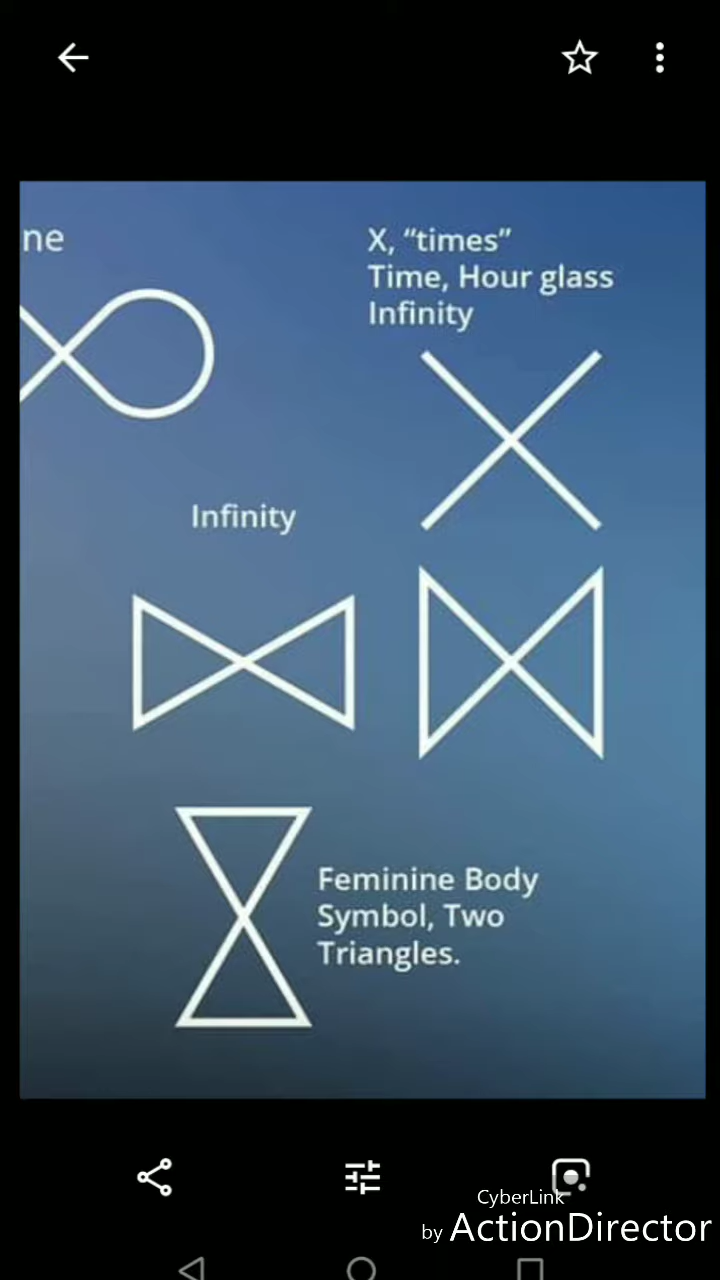 ne
X, “times”
Time, Hour glass
Infinity
Infinity
Feminine Body
Symbol, Two
Triangles.
CyberLink
by ActionDirector